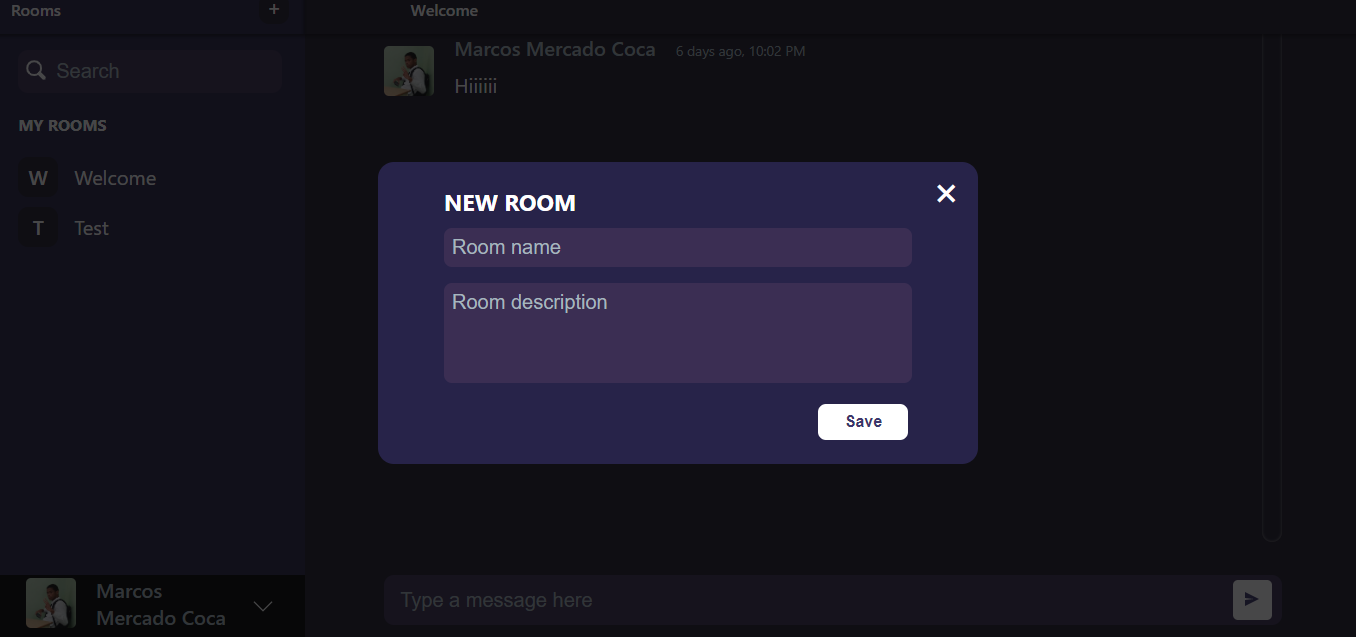 Rooms
+
Search
MY ROOMS
W Welcome
T Test
Marcos
Mercado Coca
Welcome
Marcos Mercado Coca 6 days ago, 10:02 PM
Hiiiiii
NEW ROOM
Room name
Room description
Save
Type a message here